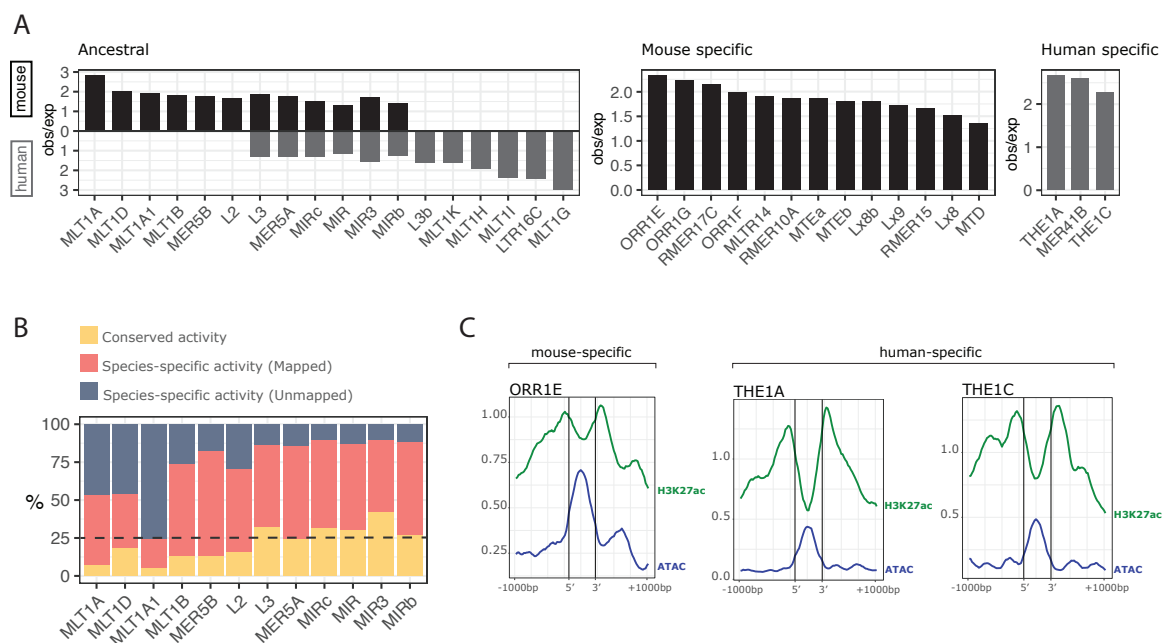 A
Ancestral
Mouse specific
Human specific
mouse
human
obs/exp
3
2
1
0
1
2
3
MLT1A
MLT1D
MLT1A1
MLT1B
MER5B
L2
L3
MER5A
MIRc
MIR
MIR3
MIRb
L3b
MLT1K
MLT1H
MLT1I
LTR16C
MLT1G
obs/exp
2.0
1.5
1.0
0.5
0.0
ORR1E
ORR1G
RMER17C
ORR1F
MLTR14
RMER10A
MTEa
MTEb
Lx8b
Lx9
RMER15
Lx8
MTD
obs/exp
2
1
0
THE1A
MER41B
THE1C
B
Conserved activity
Species-specific activity (Mapped)
Species-specific activity (Unmapped)
%
100
75
50
25
0
MLT1A
MLT1D
MLT1A1
MLT1B
MER5B
L2
L3
MER5A
MIRc
MIR
MIR3
MIRb
C
mouse-specific
human-specific
ORR1E
1.00
0.75
0.50
0.25
H3K27ac
ATAC
-1000bp 5' 3' +1000bp
THE1A
1.0
0.5
0.0
H3K27ac
ATAC
-1000bp 5' 3' +1000bp
THE1C
1.0
0.5
H3K27ac
ATAC
-1000bp 5' 3' +1000bp